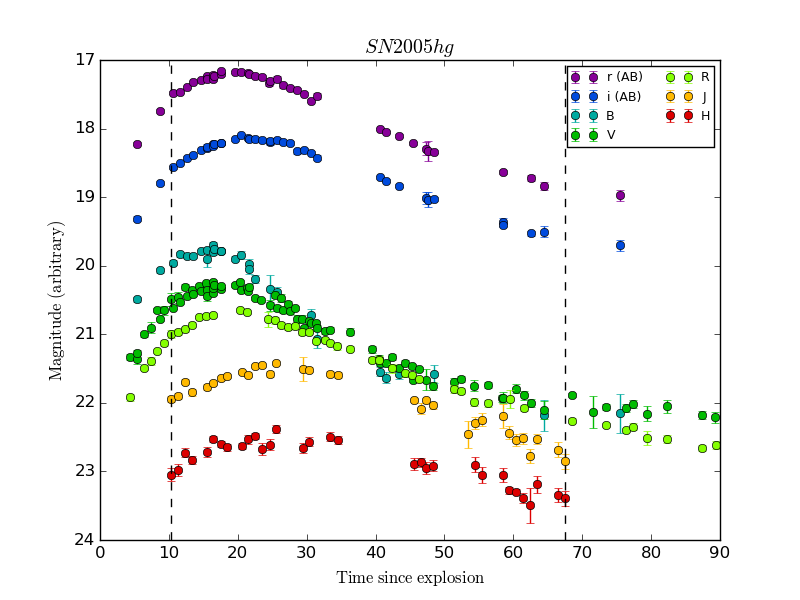 SN2005hg
17
18
19
20
21
22
23
24
Magnitude (arbitrary)
r (AB)
i (AB)
B
V
R
J
H
0 10 20 30 40 50 60 70 80 90
Time since explosion